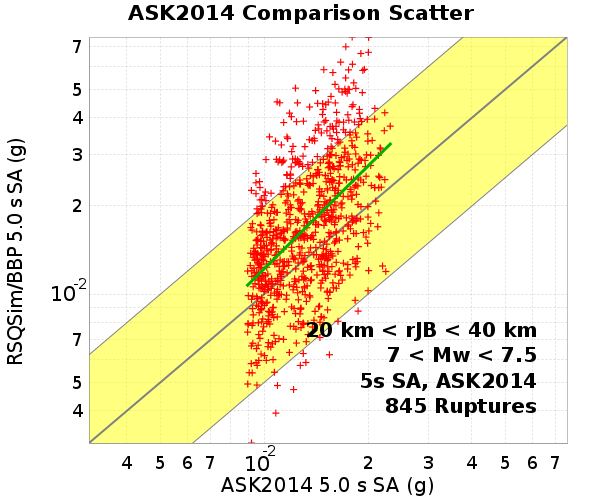 ASK2014 Comparison Scatter
RSQSim/BBP 5.0 s SA (g)
7
5
4
3
2
10-2
7
5
4
20 km < rJB < 40 km
7 < Mw < 7.5
5s SA, ASK2014
845 Ruptures
4 5 6 7 10-2 2 3 4 5 6 7
ASK2014 5.0 s SA (g)